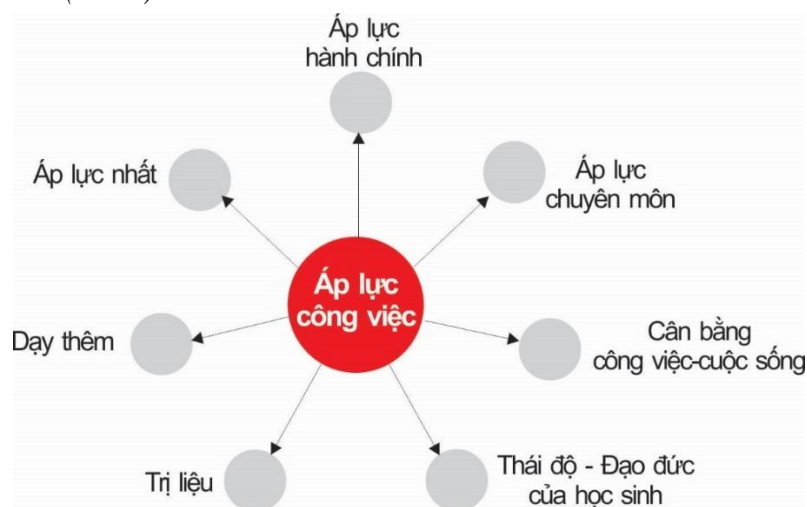 Áp lực
hành chính
Áp lực nhất
Áp lực
chuyên môn
Áp lực
công việc
Dạy thêm
Cân bằng
công việc-cuộc sống
Trị liệu
Thái độ - Đạo đức
của học sinh